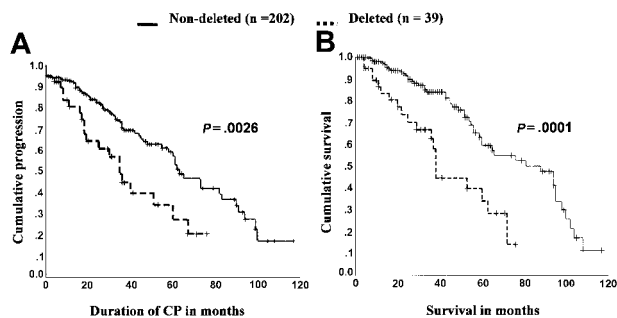 Non-deleted (n =202)
Deleted (n = 39)
A
B
Cumulative progression
1.0
.9
.8
.7
.6
.5
.4
.3
.2
.1
0.0
P=.0026
0 20 40 60 80 100 120
Duration of CP in months
Cumulative survival
1.0
.9
.8
.7
.6
.5
.4
.3
.2
.1
0.0
P=.0001
0 20 40 60 80 100 120
Survival in months